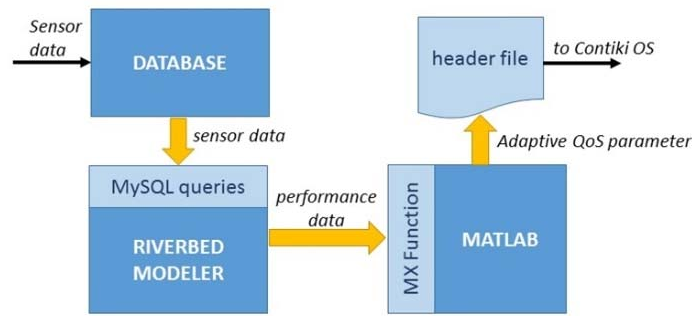 Sensor
data
DATABASE
sensor data
MySQL queries
RIVERBED
MODELER
performance
data
MX Function
MATLAB
Adaptive QoS parameter
header file
to Contiki OS